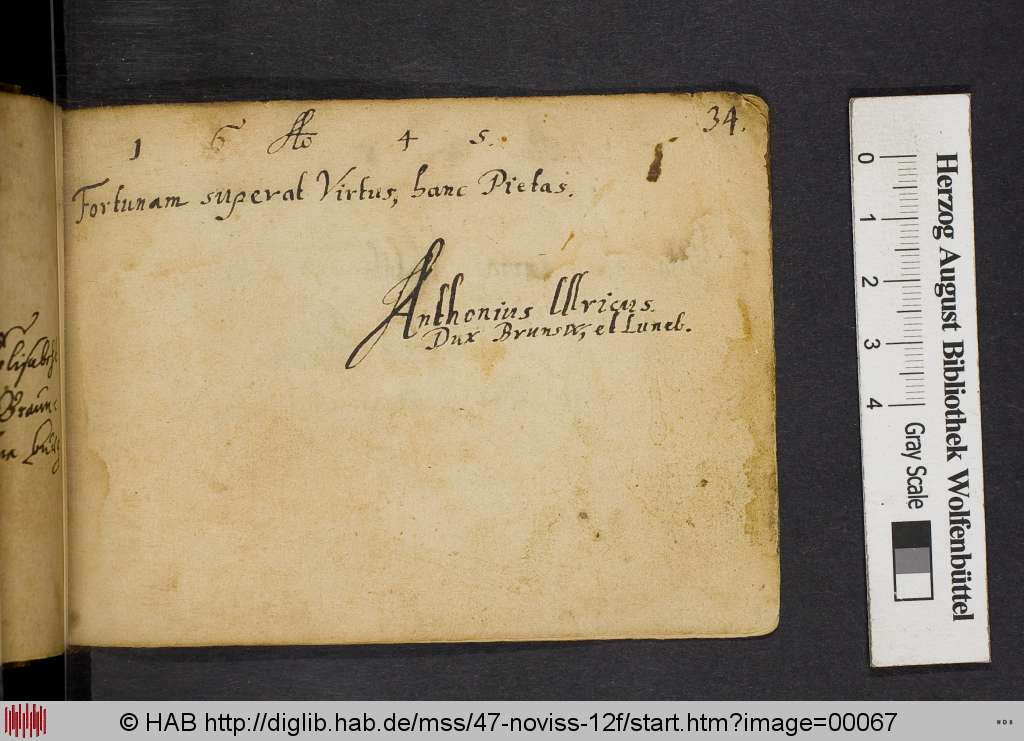 34.
1 6 Ao 4 5.
Fortunam superat Virtus, hanc Pietas.
Anthonius Ulricus.
Dux Brunsw, et Luneb.
Herzog August Bibliothek Wolfenbüttel
0 1 2 3 4
Gray Scale
© HAB http://diglib.hab.de/mss/47-noviss-12f/start.htm?image=00067